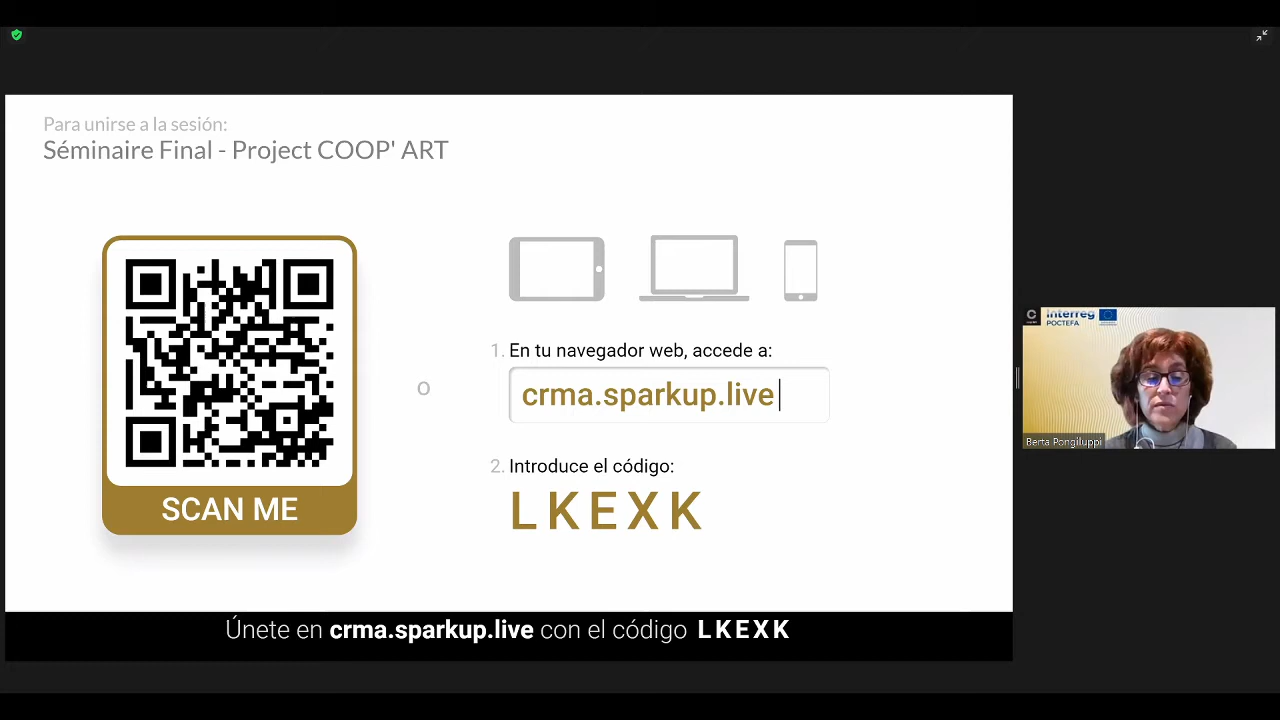 Para unirse a la sesión:
Séminaire Final - Project COOP' ART
SCAN ME
o
1. En tu navegador web, accede a:
crma.sparkup.live
2. Introduce el código:
LKEXK
Únete en crma.sparkup.live con el código LKEXK
Interreg
POCTEFA
Berta Pongiluppi